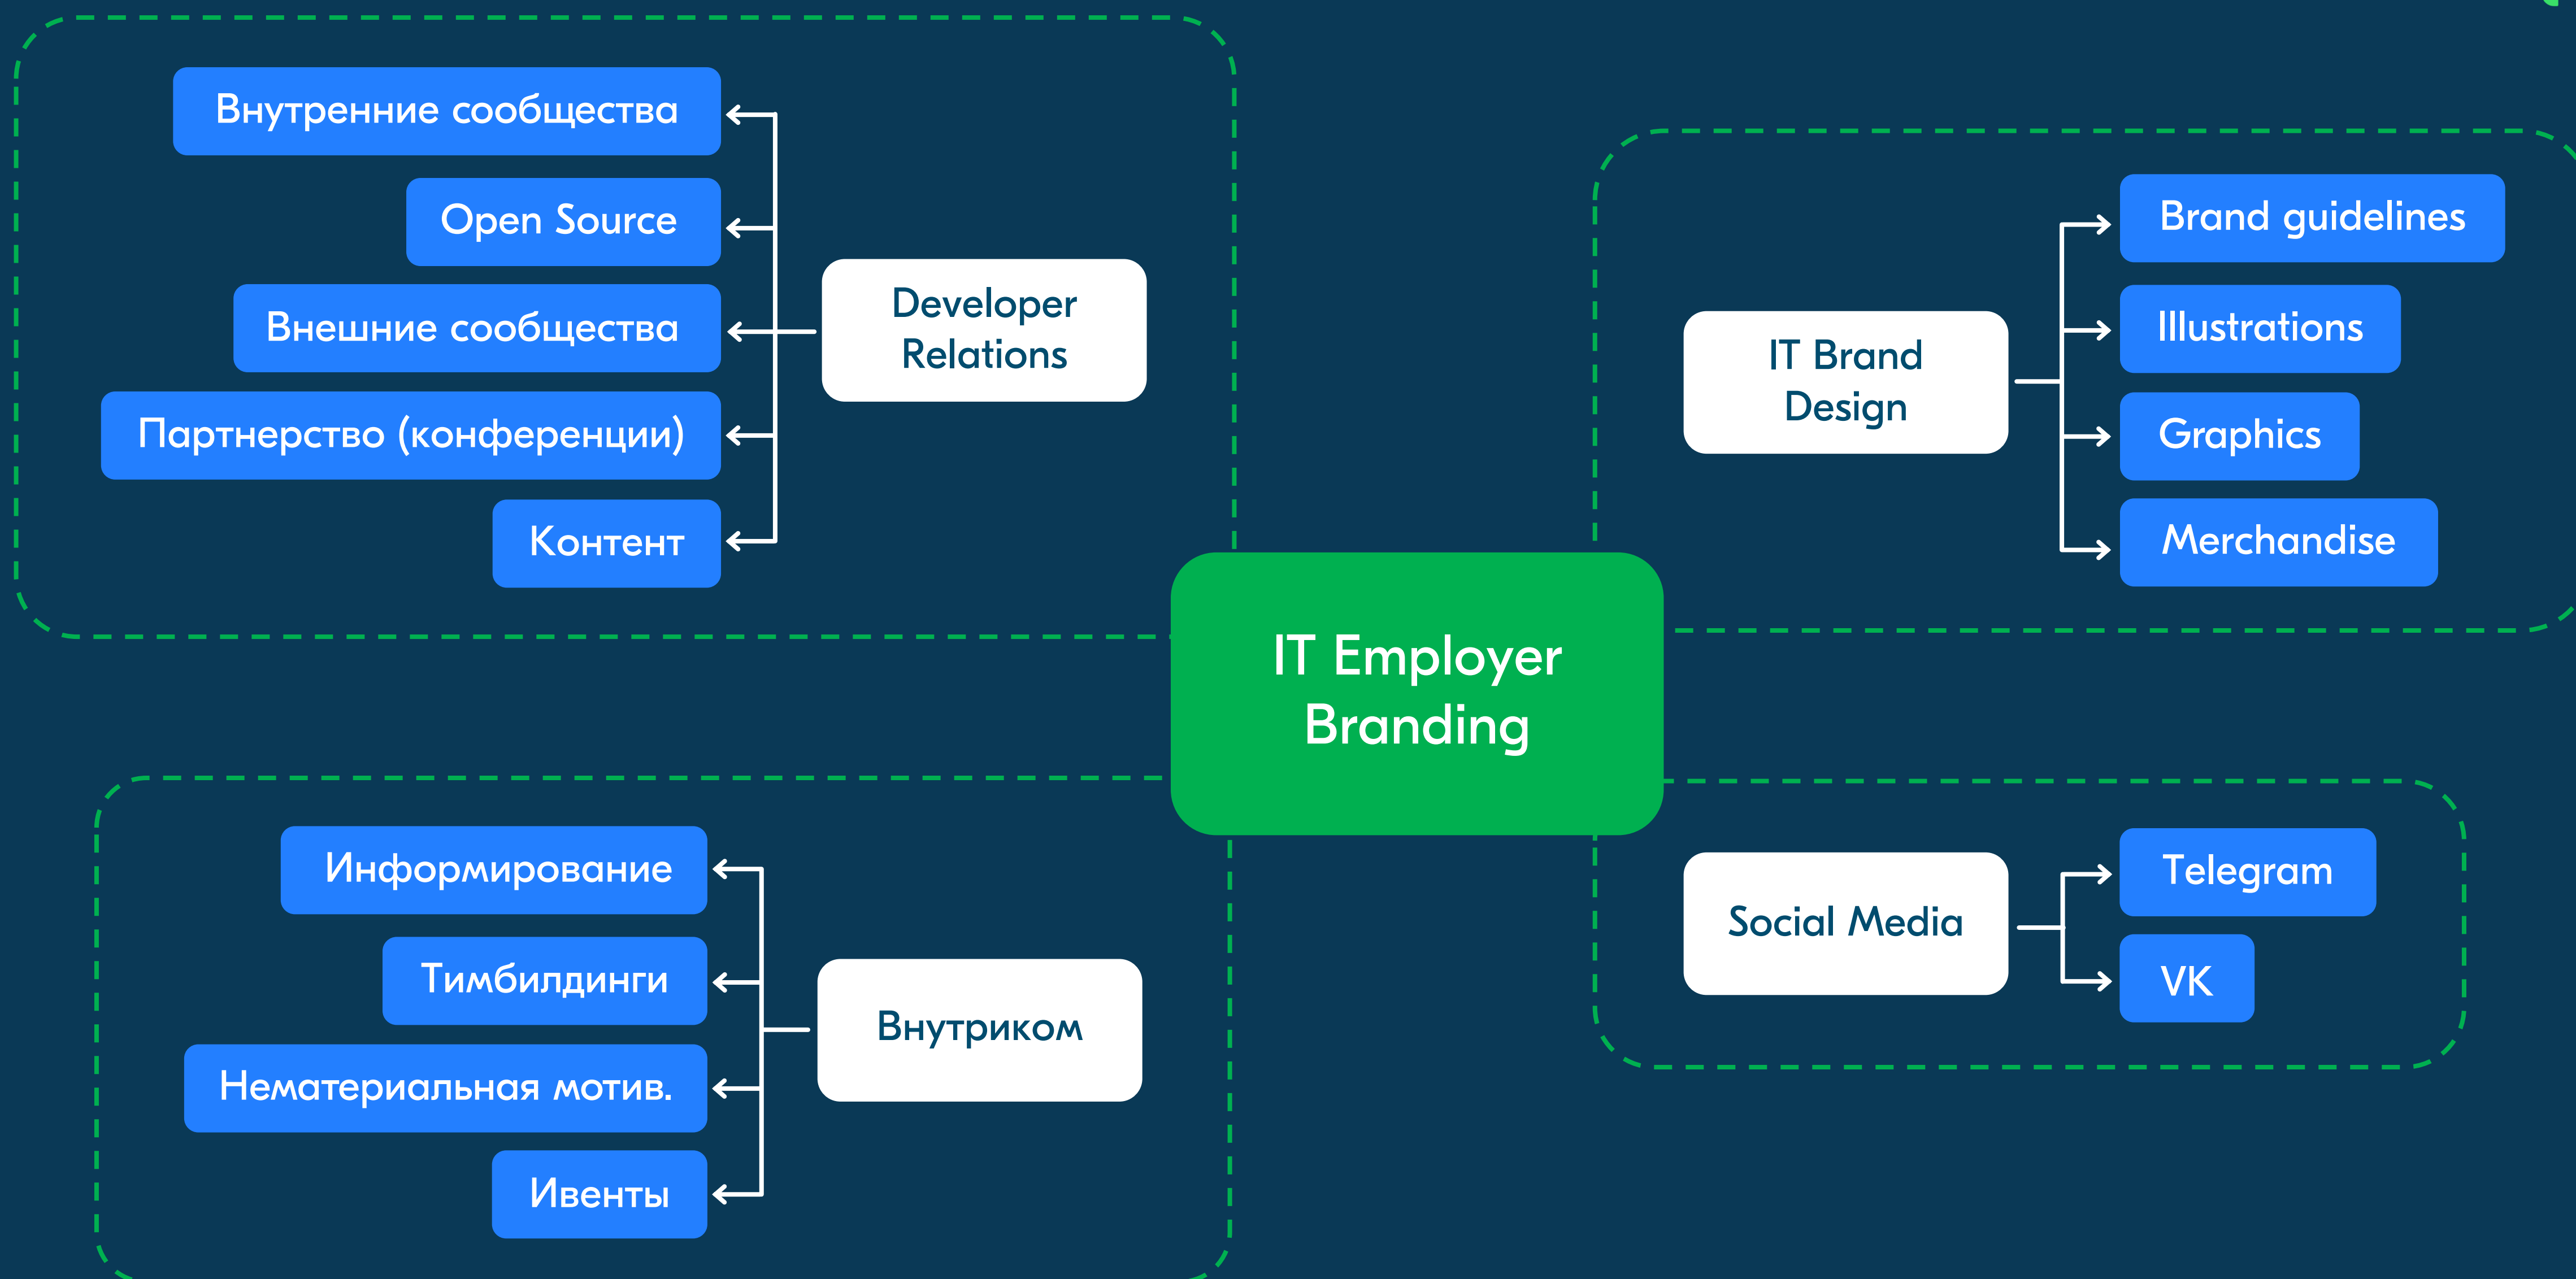 Внутренние сообщества
Open Source
Внешние сообщества
Партнерство (конференции)
Контент
Developer
Relations
IT Brand
Design
Brand guidelines
Illustrations
Graphics
Merchandise
IT Employer
Branding
Информирование
Тимбилдинги
Нематериальная мотив.
Ивенты
Внутриком
Social Media
Telegram
VK